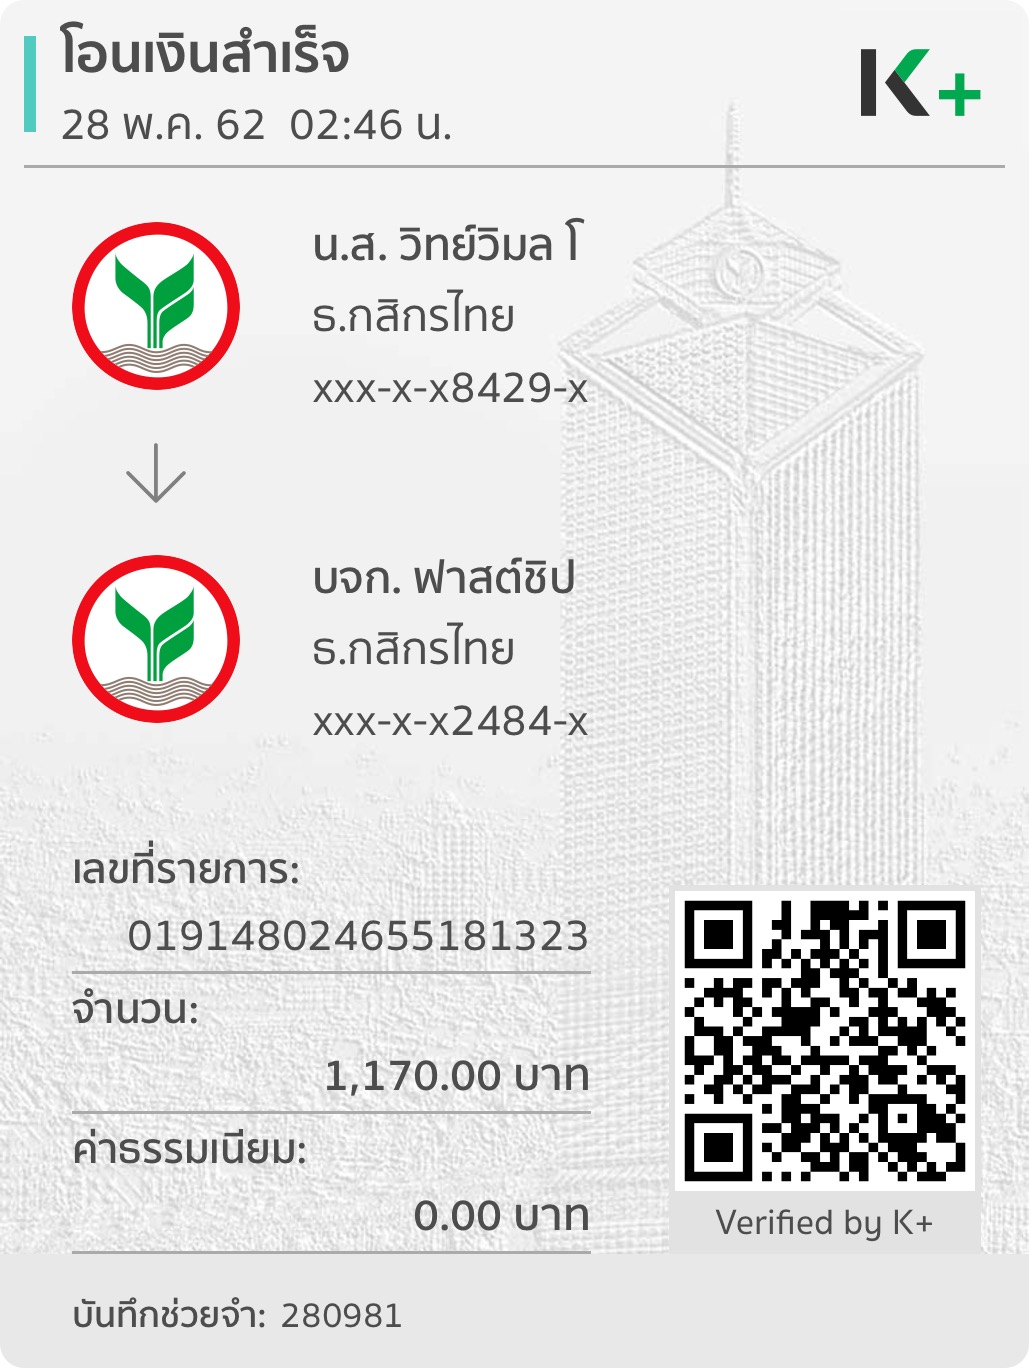 โอนเงินสำเร็จ
28 พ.ค. 62 02:46 น.
K+
น.ส. วิทย์วิมล โ
ธ.กสิกรไทย
xxx-x-x8429-x
บจก. ฟาสต์ชิป
ธ.กสิกรไทย
xxx-x-x2484-x
เลขที่รายการ:
019148024655181323
จำนวน:
1,170.00 บาท
ค่าธรรมเนียม:
0.00 บาท
Verified by K+
บันทึกช่วยจำ: 280981